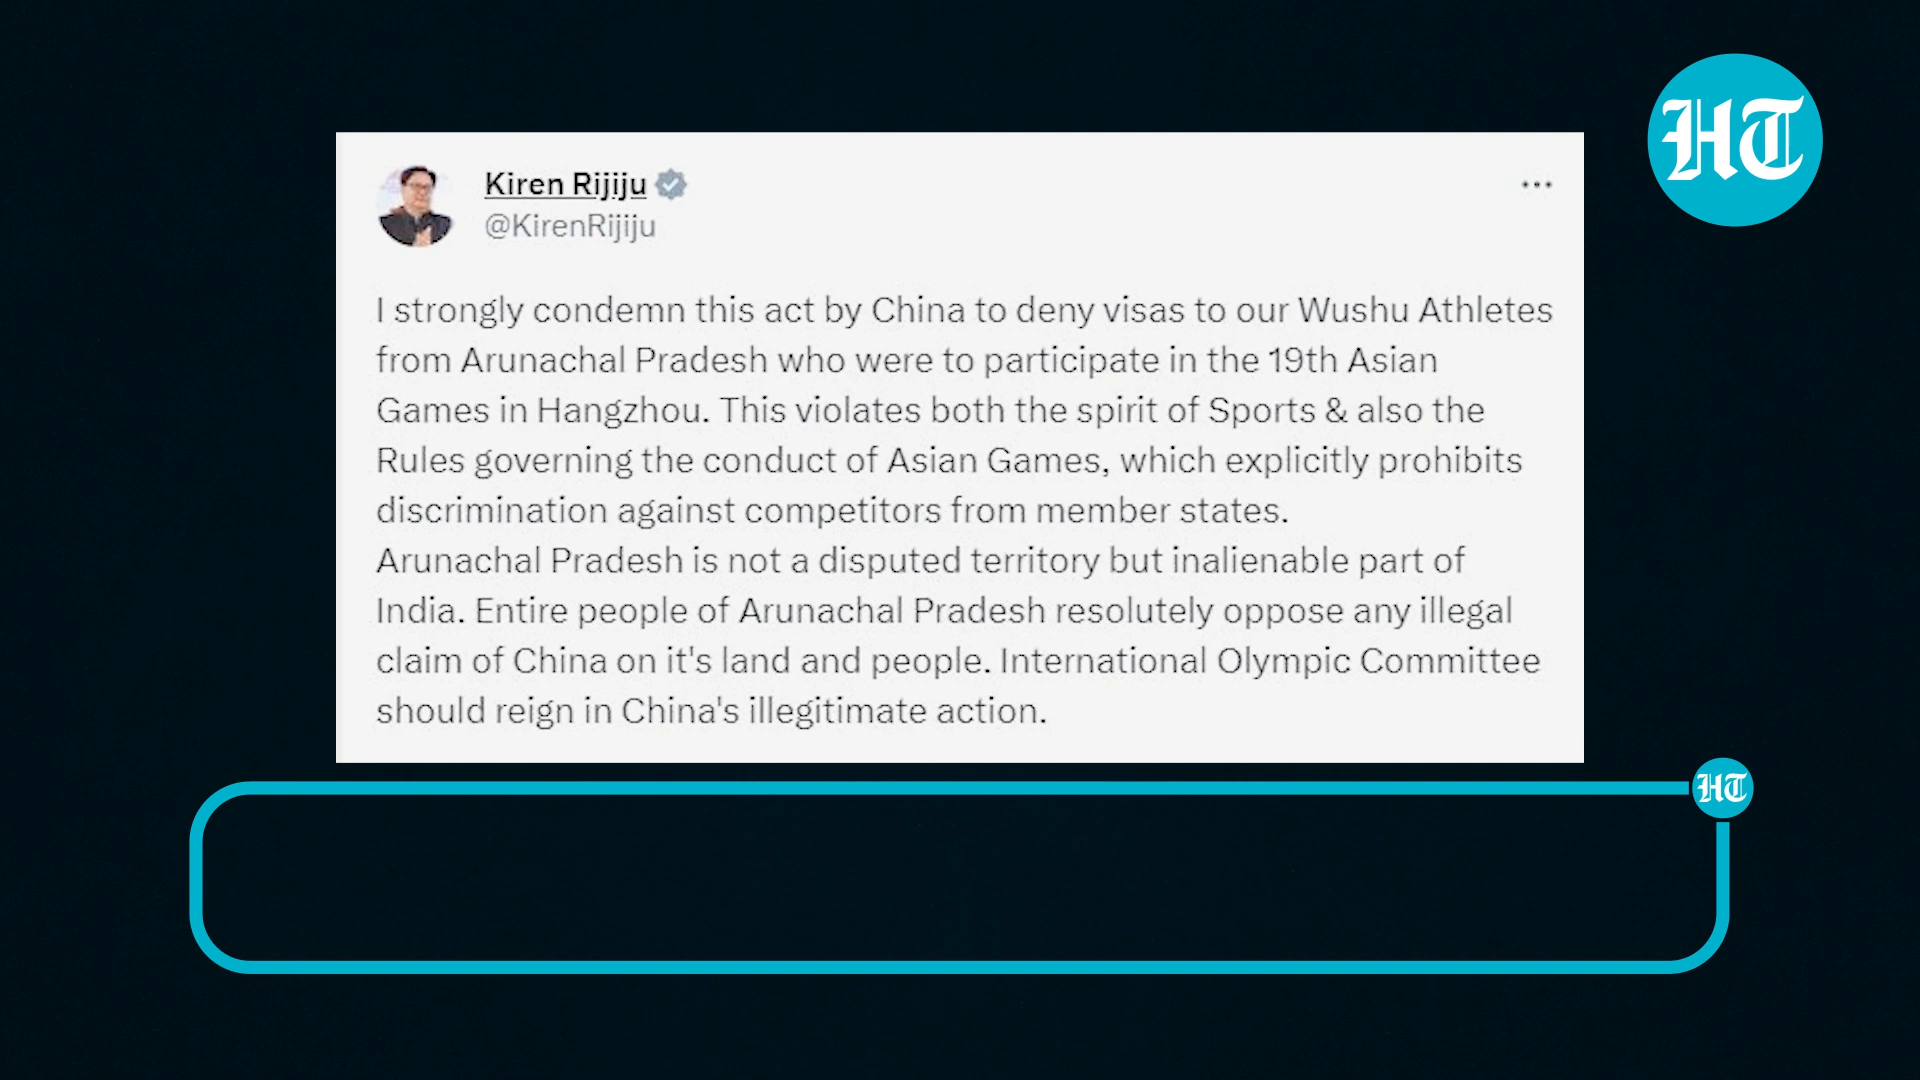 HT
Kiren Rijiju
@KirenRijiju
I strongly condemn this act by China to deny visas to our Wushu Athletes
from Arunachal Pradesh who were to participate in the 19th Asian
Games in Hangzhou. This violates both the spirit of Sports & also the
Rules governing the conduct of Asian Games, which explicitly prohibits
discrimination against competitors from member states.
Arunachal Pradesh is not a disputed territory but inalienable part of
India. Entire people of Arunachal Pradesh resolutely oppose any illegal
claim of China on it's land and people. International Olympic Committee
should reign in China's illegitimate action.
HT